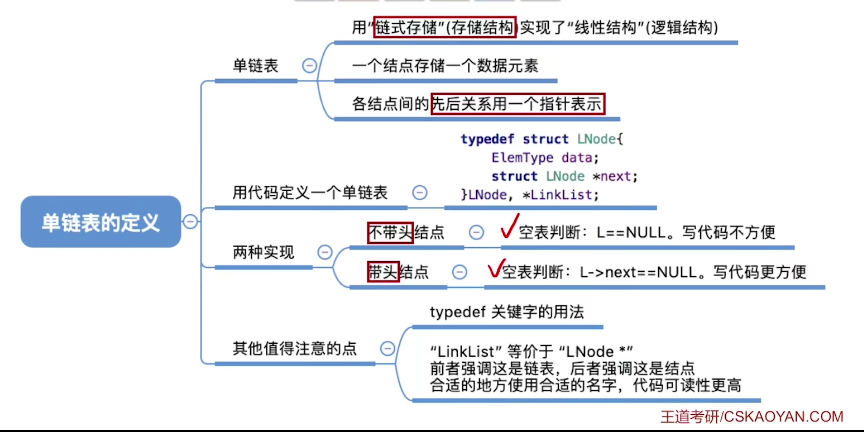 单链表的定义
单链表
用“链式存储”(存储结构)实现了“线性结构”(逻辑结构)
一个结点存储一个数据元素
各结点间的先后关系用一个指针表示
用代码定义一个单链表
typedef struct LNode{
ElemType data;
struct LNode *next;
}LNode, *LinkList;
两种实现
不带头结点
空表判断：L==NULL。写代码不方便
带头结点
空表判断：L->next==NULL。写代码更方便
其他值得注意的点
typedef 关键字的用法
“LinkList” 等价于 “LNode *”
前者强调这是链表，后者强调这是结点
合适的地方使用合适的名字，代码可读性更高
王道考研/CSKAOYAN.COM